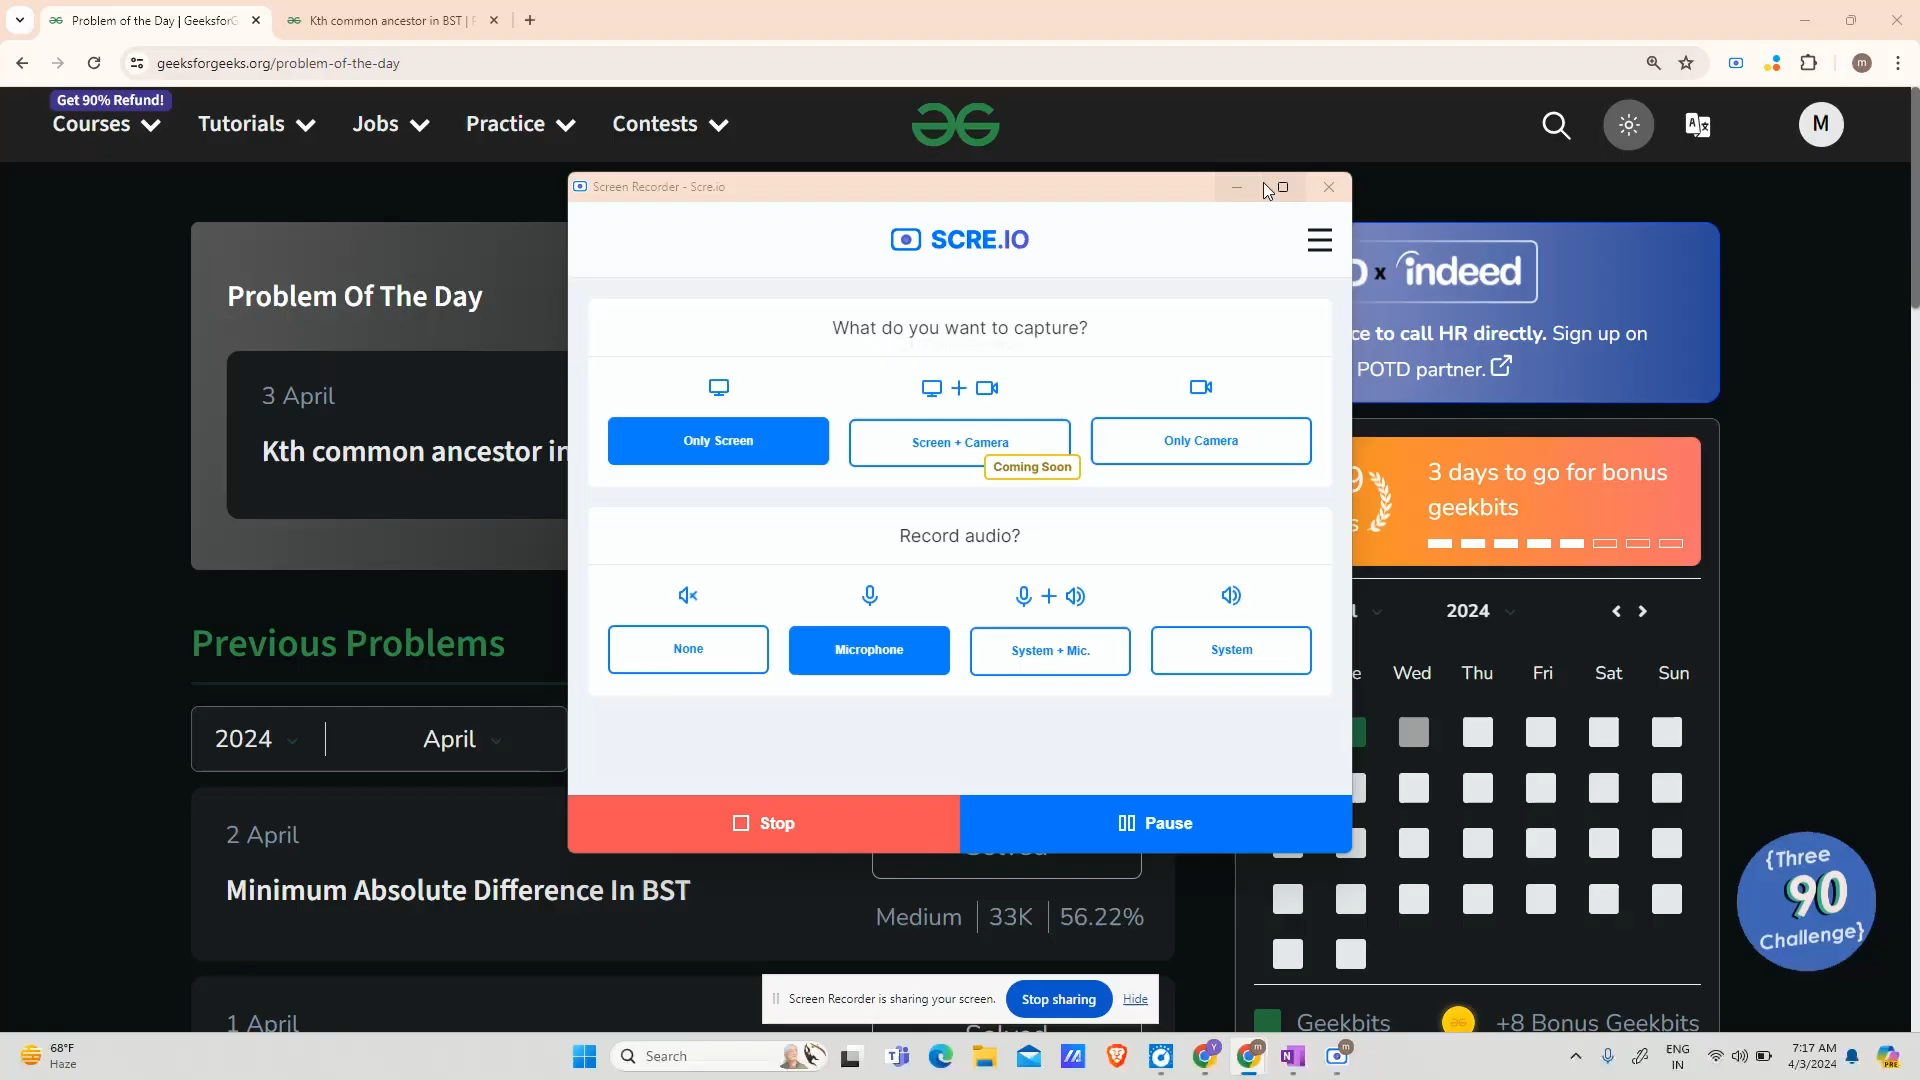 Problem of the Day | GeeksforG
Kth common ancestor in BST |
geeksforgeeks.org/problem-of-the-day
m
Get 90% Refund!
Courses
Tutorials
Jobs
Practice
Contests
M
Screen Recorder - Scre.io
SCRE.IO
What do you want to capture?
Only Screen
Screen + Camera
Coming Soon
Only Camera
Record audio?
None
Microphone
System + Mic.
System
Stop
Pause
Problem Of The Day
3 April
Kth common ancestor in
x indeed
ce to call HR directly. Sign up on
POTD partner.
3 days to go for bonus
geekbits
2024
Wed Thu Fri Sat Sun
Previous Problems
2024
April
2 April
Minimum Absolute Difference In BST
Solved
Medium
33K
56.22%
1 April
Solved
{Three
90
Challenge}
Geekbits
+8 Bonus Geekbits
Screen Recorder is sharing your screen.
Stop sharing
Hide
68°F
Haze
Search
ENG
IN
7:17 AM
4/3/2024